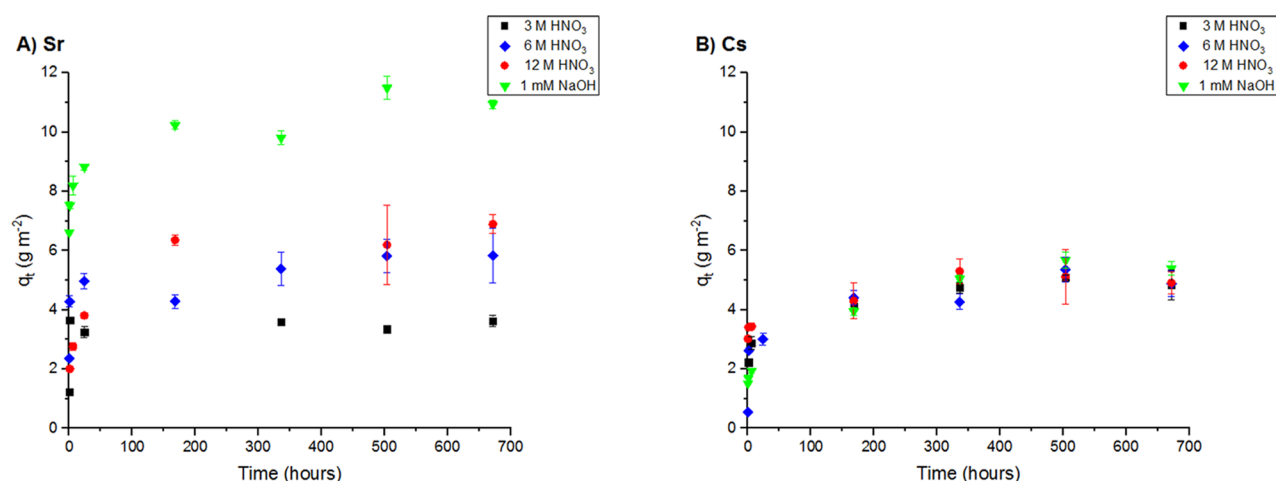 A) Sr
3 M HNO₃
6 M HNO₃
12 M HNO₃
1 mM NaOH
12
10
8
6
4
2
0
qₜ (g m⁻²)
0 100 200 300 400 500 600 700
Time (hours)
B) Cs
3 M HNO₃
6 M HNO₃
12 M HNO₃
1 mM NaOH
12
10
8
6
4
2
0
qₜ (g m⁻²)
0 100 200 300 400 500 600 700
Time (hours)